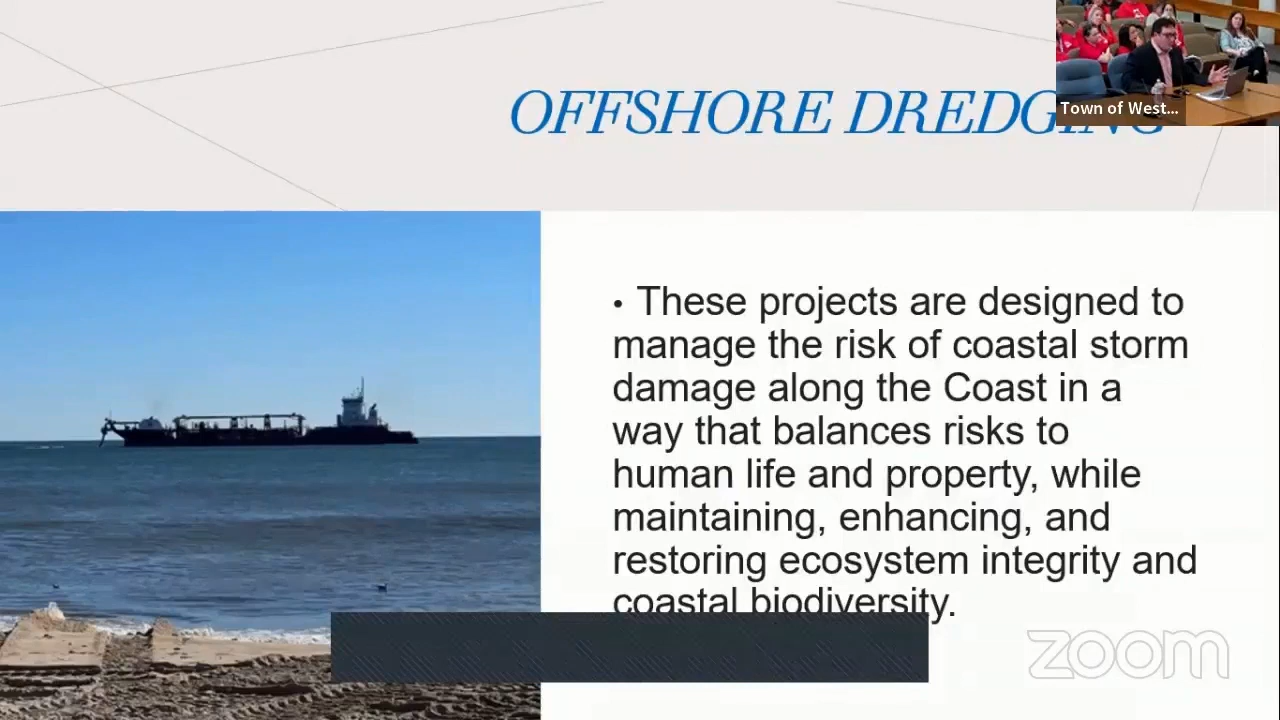 OFFSHORE DREDGING
Town of West...
• These projects are designed to
manage the risk of coastal storm
damage along the Coast in a
way that balances risks to
human life and property, while
maintaining, enhancing, and
restoring ecosystem integrity and
coastal biodiversity.
zoom